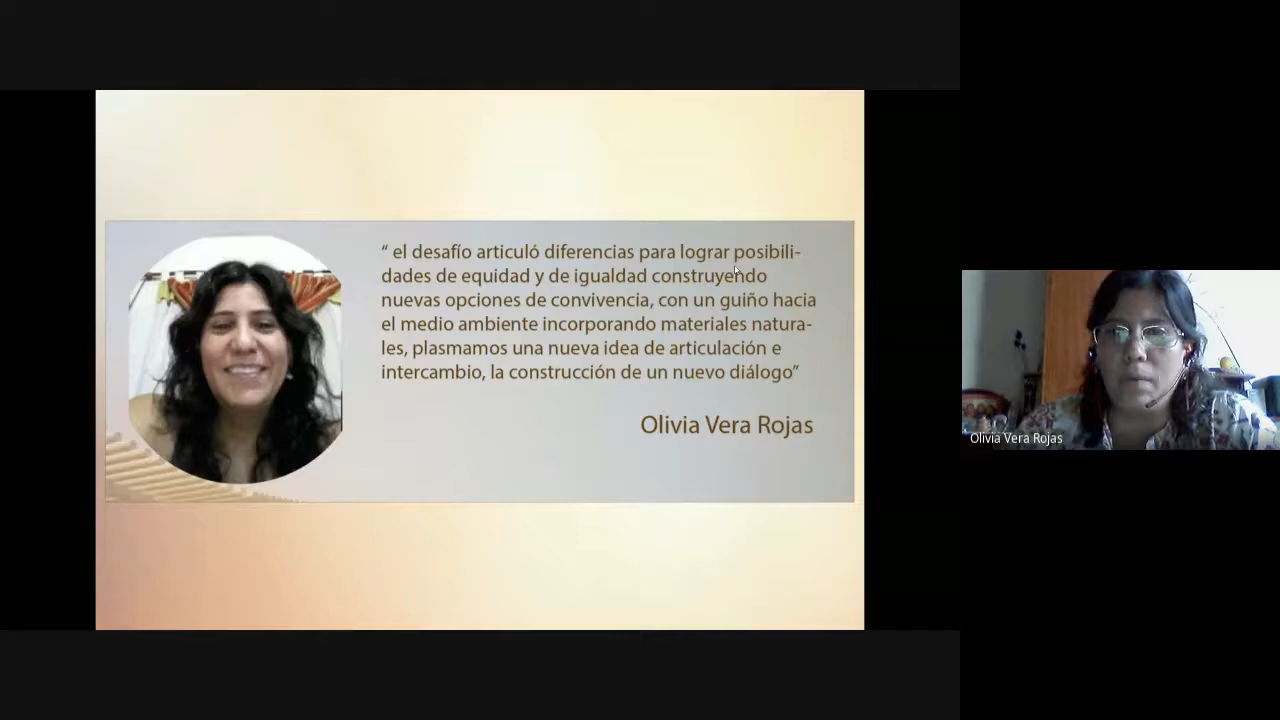 “ el desafío articuló diferencias para lograr posibili-
dades de equidad y de igualdad construyendo
nuevas opciones de convivencia, con un guiño hacia
el medio ambiente incorporando materiales natura-
les, plasmamos una nueva idea de articulación e
intercambio, la construcción de un nuevo diálogo”
Olivia Vera Rojas
Olivia Vera Rojas